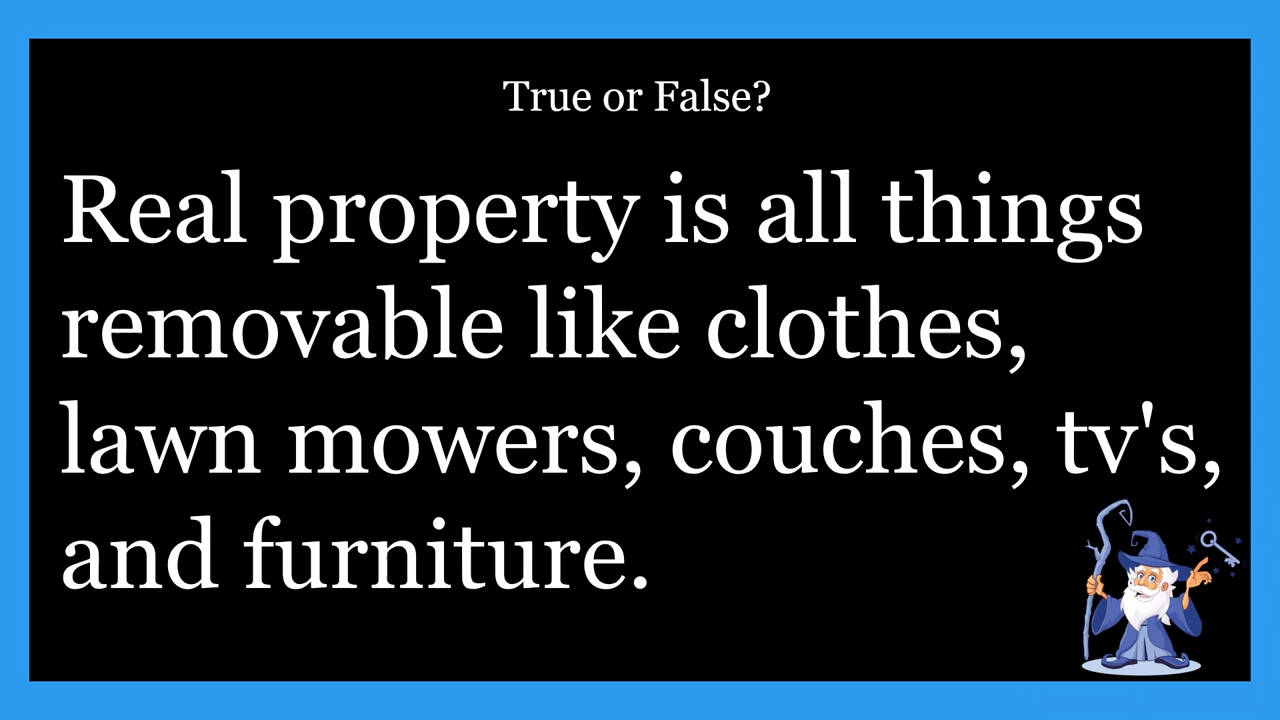 True or False?
Real property is all things
removable like clothes,
lawn mowers, couches, tv's,
and furniture.